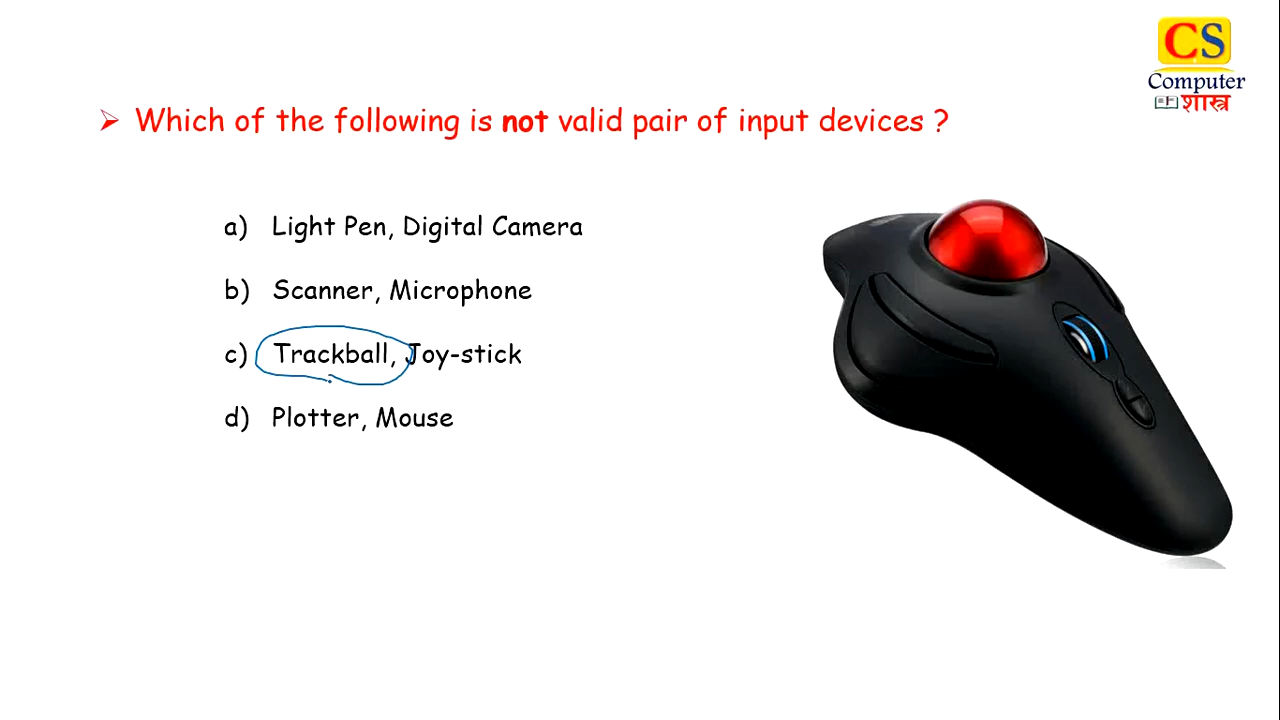 CS
Computer
शास्त्र
➢ Which of the following is not valid pair of input devices ?
a) Light Pen, Digital Camera
b) Scanner, Microphone
c) Trackball, Joy-stick
d) Plotter, Mouse